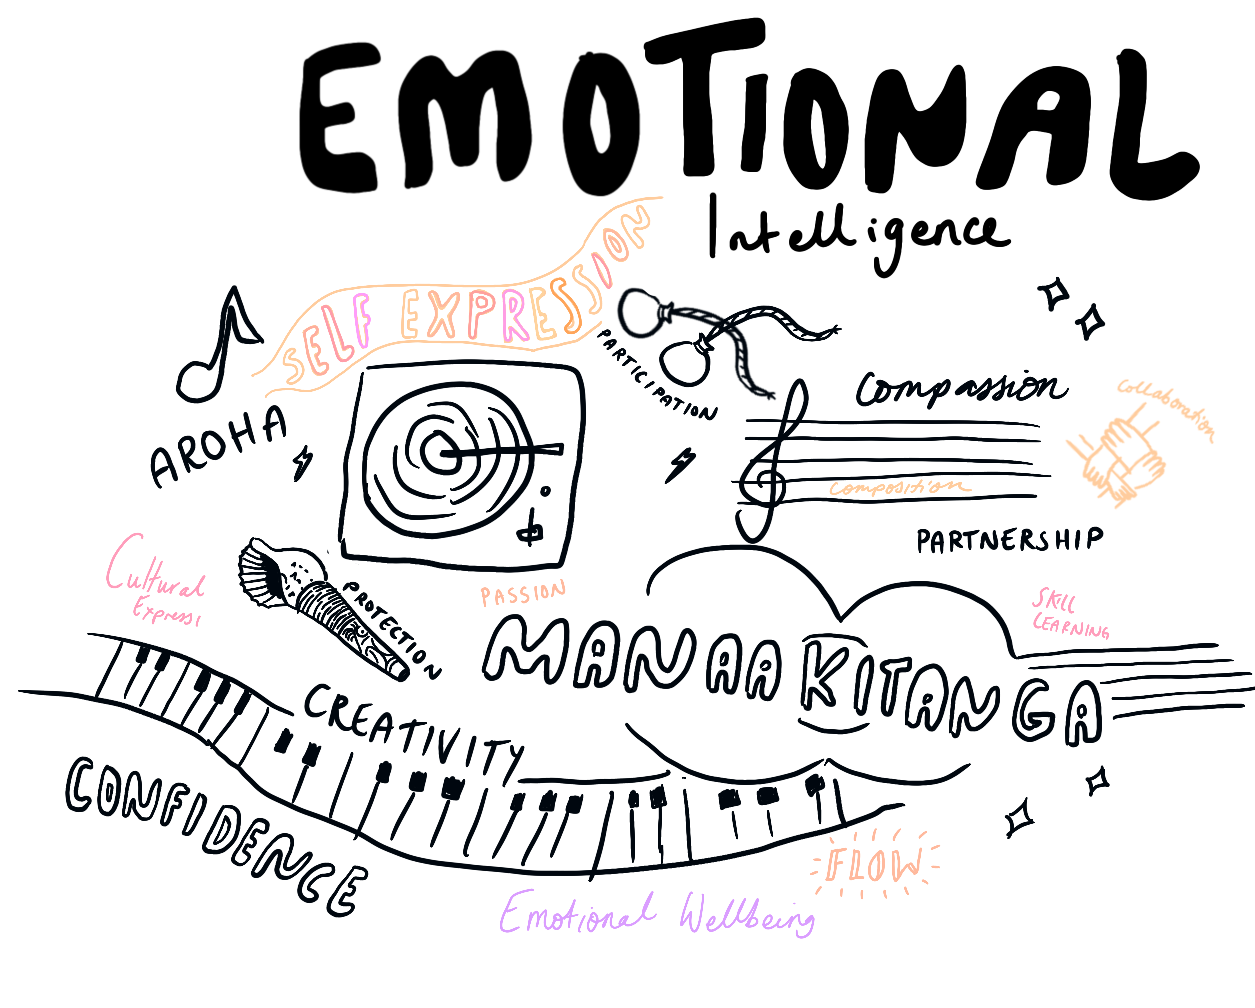 EMOTIONAL
Intelligence
SELF EXPRESSION
PARTICIPATION
AROHA
Compassion
Collaboration
Composition
PARTNERSHIP
Cultural
EXPRESSI
PROTECTION
PASSION
SKILL
LEARNING
MANAAKITANGA
CREATIVITY
CONFIDENCE
FLOW
Emotional Wellbeing